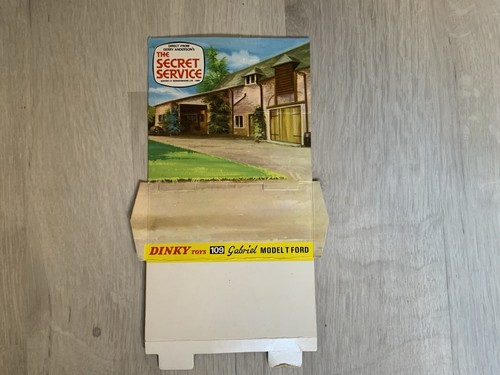 DIRECT FROM
GERRY ANDERSON'S
THE
SECRET
SERVICE
DINKY TOYS 109 Gabriel MODEL T FORD